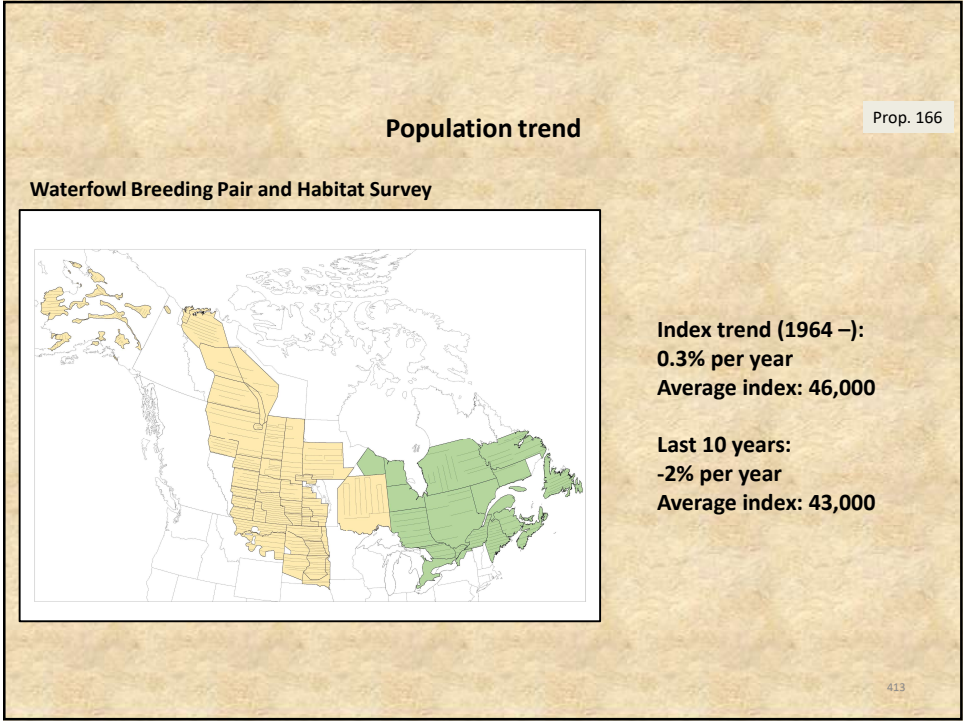 Population trend
Prop. 166
Waterfowl Breeding Pair and Habitat Survey
Index trend (1964 –):
0.3% per year
Average index: 46,000
Last 10 years:
-2% per year
Average index: 43,000
413